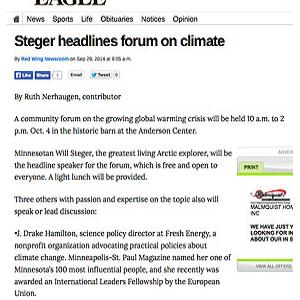 EAGLE
News Sports Life Obituaries Notices Opinion
Steger headlines forum on climate
By Red Wing Newsroom on Sep 29, 2014 at 9:05 a.m.
Like Share 1 Tweet 0 Email
By Ruth Nerhaugen, contributor
A community forum on the growing global warming crisis will be held 10 a.m. to 2
p.m. Oct. 4 in the historic barn at the Anderson Center.
Minnesotan Will Steger, the greatest living Arctic explorer, will be
the headline speaker for the forum, which is free and open to
everyone. A light lunch will be provided.
Three others with passion and expertise on the topic also will
speak or lead discussion:
•J. Drake Hamilton, science policy director at Fresh Energy, a
nonprofit organization advocating practical policies about
climate change. Minneapolis-St. Paul Magazine named her one of
Minnesota's 100 most influential people, and she recently was
awarded an International Leaders Fellowship by the European
Union.
ADVER
PRINT
MALMQUIST HOM
INC
WE HAVE JUST V
LOOKING FOR IN
ABOUT OUR IN S
OFFER: 08/13